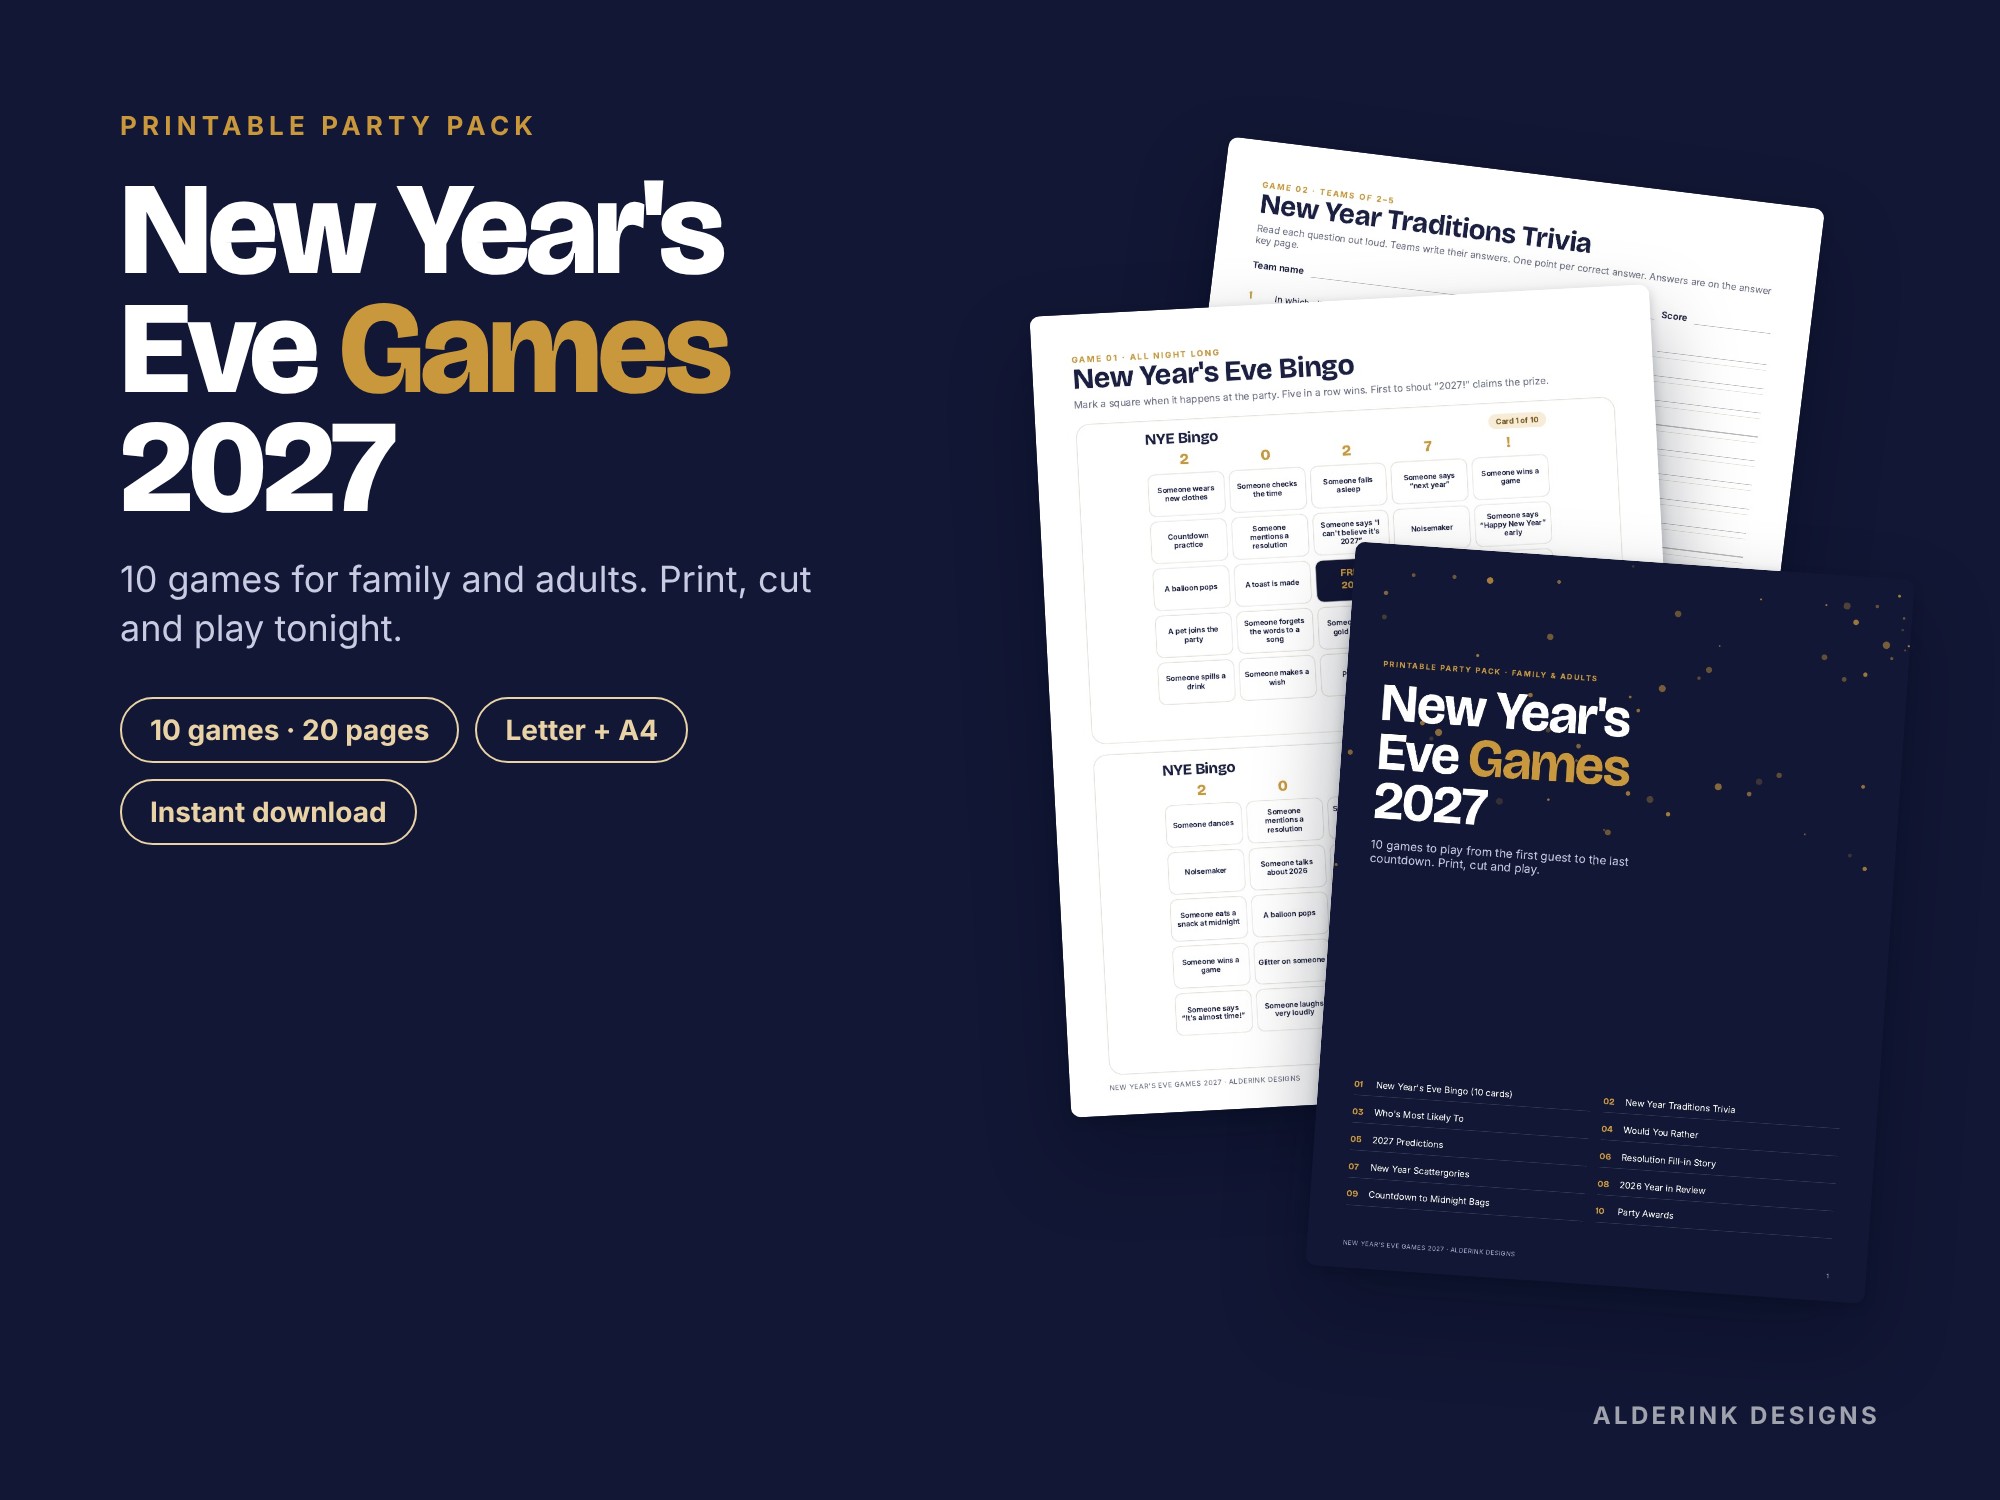 PRINTABLE PARTY PACK
New Year's
Eve Games
2027
10 games for family and adults. Print, cut
and play tonight.
10 games · 20 pages
Letter + A4
Instant download
GAME 02 · TEAMS OF 2–5
New Year Traditions Trivia
Read each question out loud. Teams write their answers. One point per correct answer. Answers are on the answer
key page.
Team name
Score
1 In which
GAME 01 · ALL NIGHT LONG
New Year's Eve Bingo
Mark a square when it happens at the party. Five in a row wins. First to shout “2027!” claims the prize.
NYE Bingo
Card 1 of 10
2 0 2 7 !
Someone wears
new clothes
Someone checks
the time
Someone falls
asleep
Someone says
“next year”
Someone wins a
game
Countdown
practice
Someone
mentions a
resolution
Someone says “I
can't believe it's
2027”
Noisemaker
Someone says
“Happy New Year”
early
A balloon pops
A toast is made
A pet joins the
party
Someone forgets
the words to a
song
gold
Someone spills a
drink
Someone makes a
wish
NYE Bingo
2 0
Someone dances
Someone
mentions a
resolution
Noisemaker
Someone talks
about 2026
Someone eats a
snack at midnight
A balloon pops
Someone wins a
game
Glitter on someone
Someone says
“It's almost time!”
Someone laughs
very loudly
NEW YEAR'S EVE GAMES 2027 · ALDERINK DESIGNS
PRINTABLE PARTY PACK · FAMILY & ADULTS
New Year's
Eve Games
2027
10 games to play from the first guest to the last
countdown. Print, cut and play.
01 New Year's Eve Bingo (10 cards)
02 New Year Traditions Trivia
03 Who's Most Likely To
04 Would You Rather
05 2027 Predictions
06 Resolution Fill-in Story
07 New Year Scattergories
08 2026 Year in Review
09 Countdown to Midnight Bags
10 Party Awards
NEW YEAR'S EVE GAMES 2027 · ALDERINK DESIGNS
1
ALDERINK DESIGNS